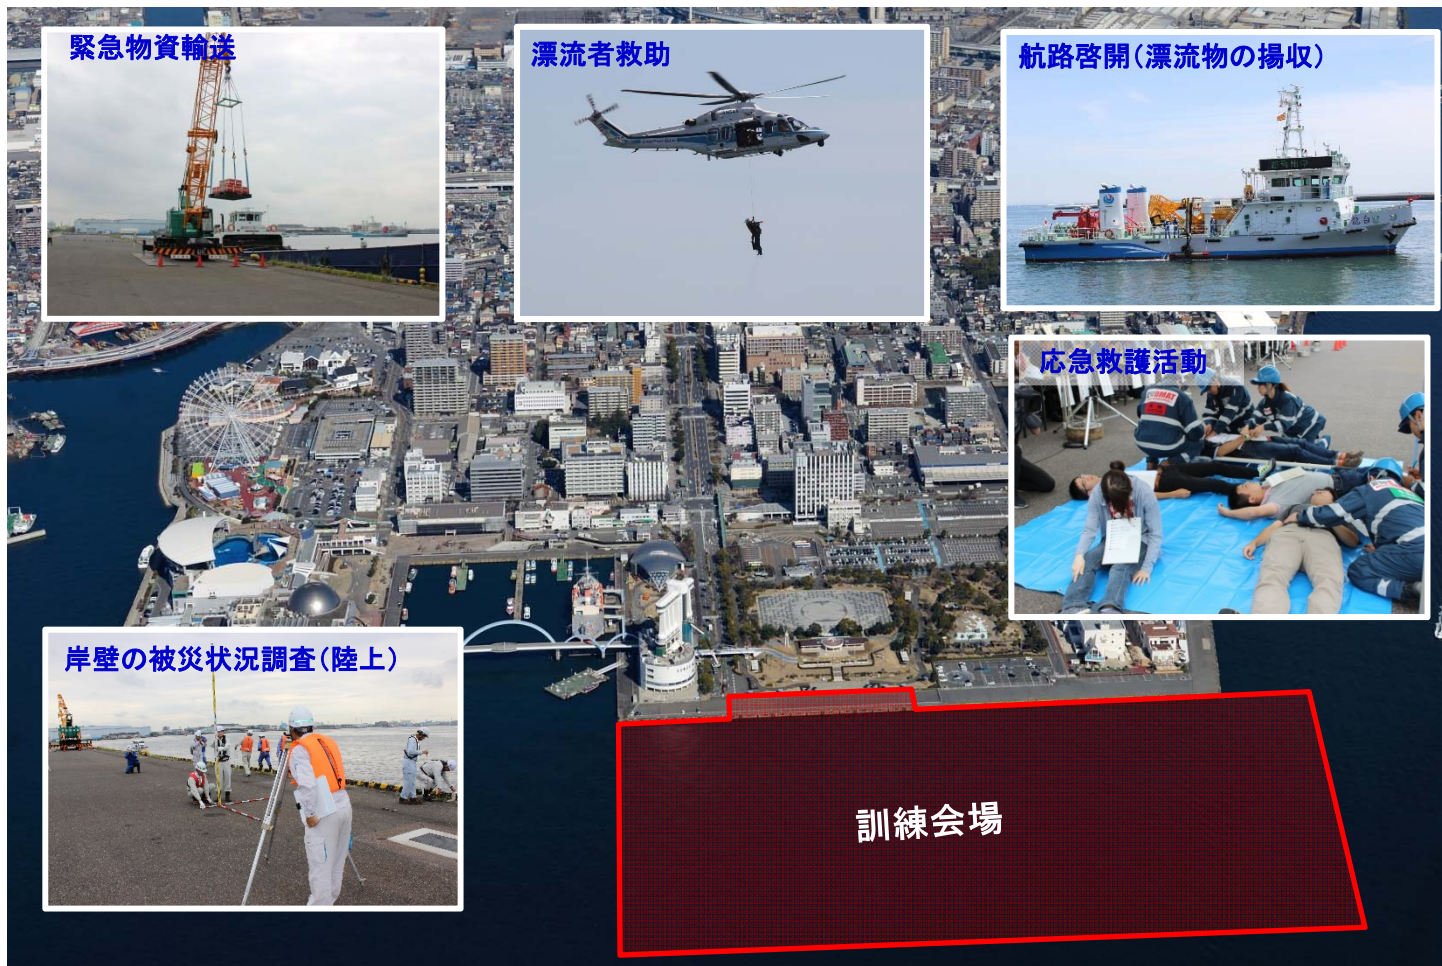 緊急物資輸送
漂流者救助
航路啓開（漂流物の揚収）
応急救護活動
岸壁の被災状況調査（陸上）
訓練会場